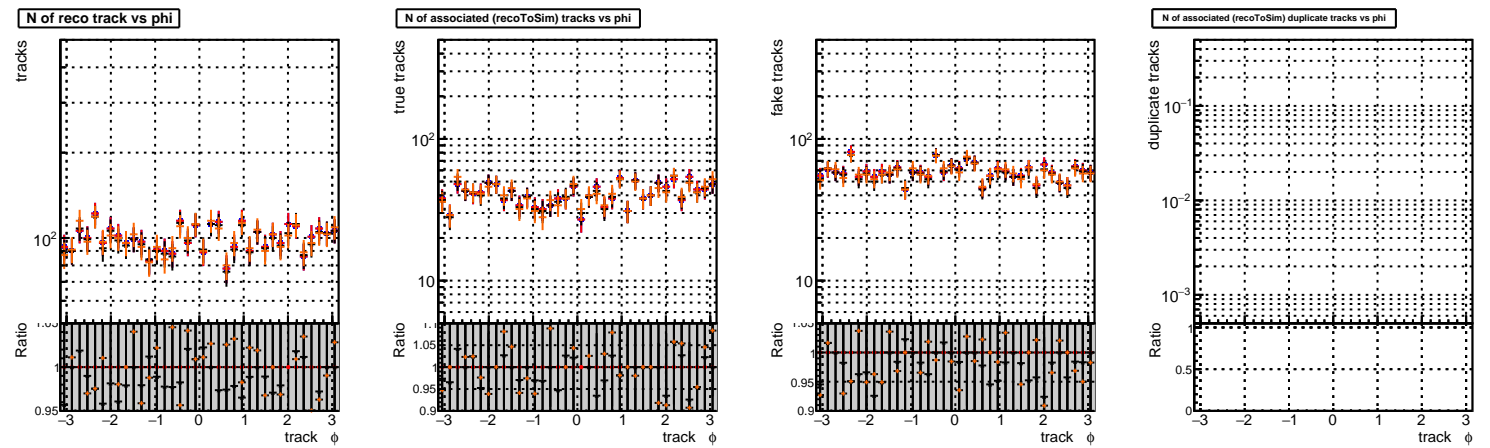 N of reco track vs phi
tracks
10²
Ratio
1.05
1
0.95
−3 −2 −1 0 1 2 3
track ϕ
N of associated (recoToSim) tracks vs phi
true tracks
10²
10
Ratio
1.1
1.05
1
0.95
0.9
−3 −2 −1 0 1 2 3
track ϕ
fake tracks
10²
10
Ratio
1.05
1
0.95
0.9
−3 −2 −1 0 1 2 3
track ϕ
N of associated (recoToSim) duplicate tracks vs phi
duplicate tracks
10⁻¹
10⁻²
10⁻³
Ratio
1
0.5
0
−3 −2 −1 0 1 2 3
track ϕ